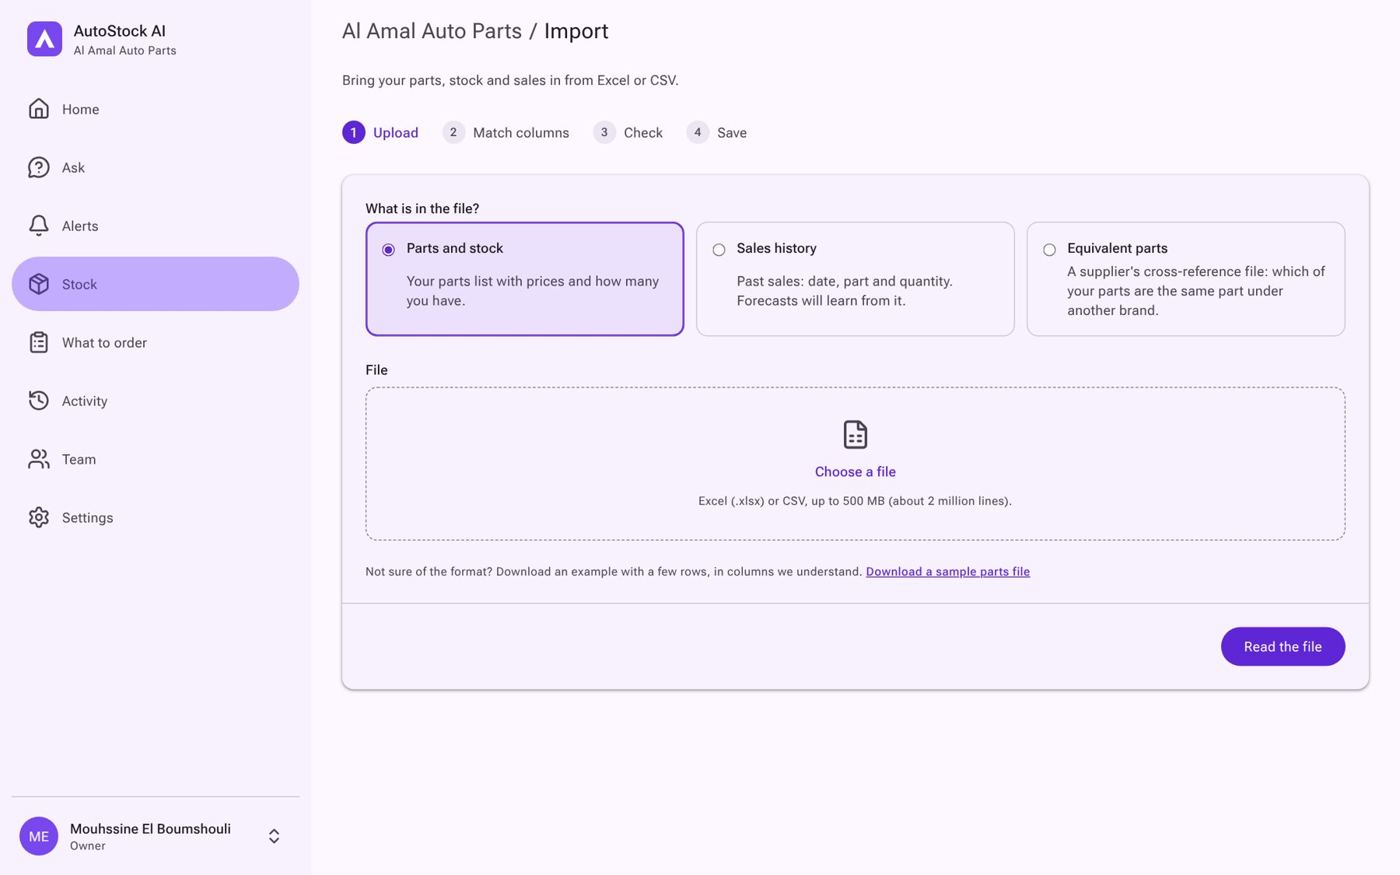 AutoStock AI
Al Amal Auto Parts
Home
Ask
Alerts
Stock
What to order
Activity
Team
Settings
ME
Mouhssine El Boumshouli
Owner
Al Amal Auto Parts / Import
Bring your parts, stock and sales in from Excel or CSV.
1 Upload 2 Match columns 3 Check 4 Save
What is in the file?
Parts and stock
Your parts list with prices and how many
you have.
Sales history
Past sales: date, part and quantity.
Forecasts will learn from it.
Equivalent parts
A supplier's cross-reference file: which of
your parts are the same part under
another brand.
File
Choose a file
Excel (.xlsx) or CSV, up to 500 MB (about 2 million lines).
Not sure of the format? Download an example with a few rows, in columns we understand. Download a sample parts file
Read the file